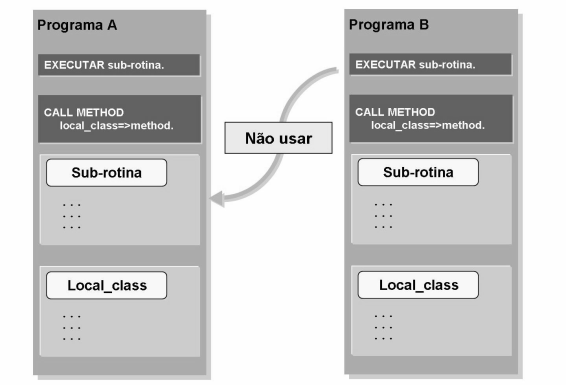 Programa A
EXECUTAR sub-rotina.
CALL METHOD
local_class=>method.
Sub-rotina
. . .
. . .
. . .
Local_class
. . .
. . .
. . .
Não usar
Programa B
EXECUTAR sub-rotina.
CALL METHOD
local_class=>method.
Sub-rotina
. . .
. . .
. . .
Local_class
. . .
. . .
. . .